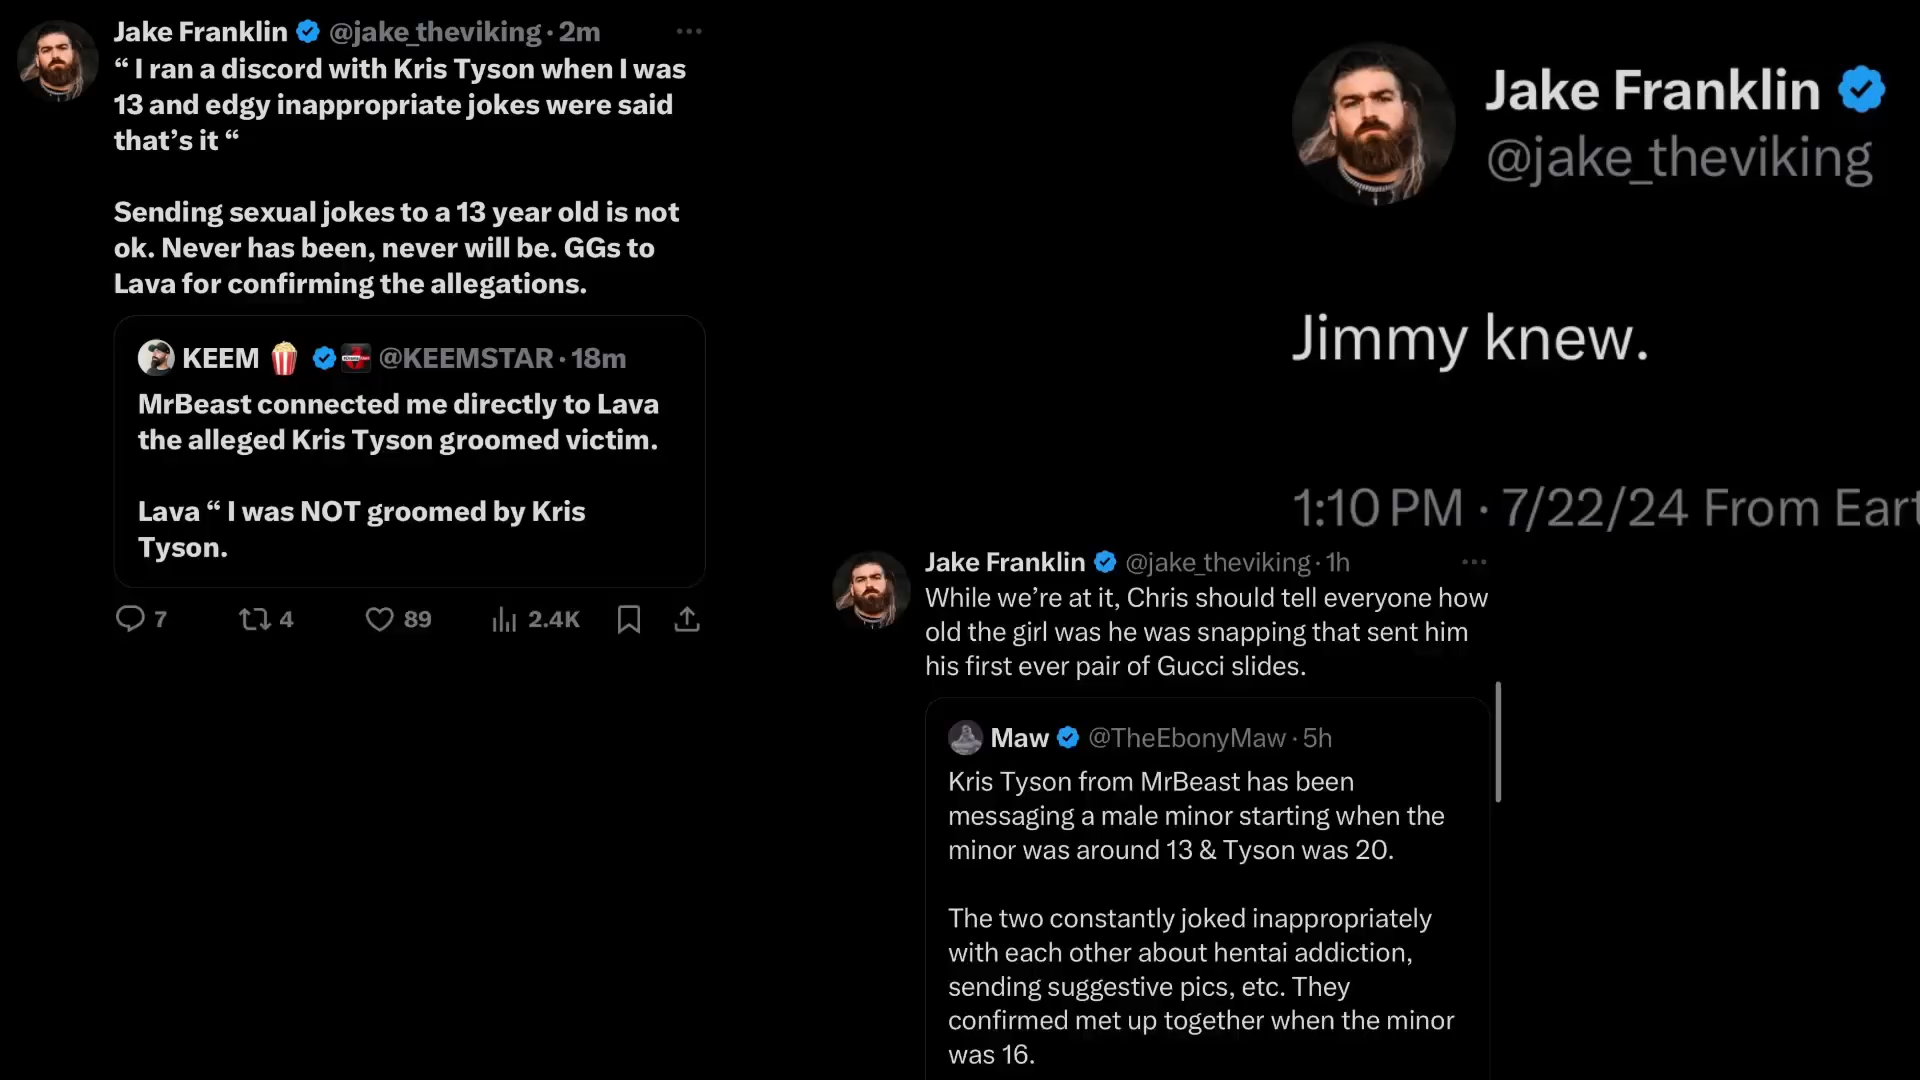 Jake Franklin @jake_theviking · 2m
“ I ran a discord with Kris Tyson when I was
13 and edgy inappropriate jokes were said
that’s it “
Sending sexual jokes to a 13 year old is not
ok. Never has been, never will be. GGs to
Lava for confirming the allegations.
KEEM 🍿 @KEEMSTAR · 18m
MrBeast connected me directly to Lava
the alleged Kris Tyson groomed victim.
Lava “ I was NOT groomed by Kris
Tyson.
7 4 89 2.4K
Jake Franklin
@jake_theviking
Jimmy knew.
1:10 PM · 7/22/24 From Eart
Jake Franklin @jake_theviking · 1h
While we’re at it, Chris should tell everyone how
old the girl was he was snapping that sent him
his first ever pair of Gucci slides.
Maw @TheEbonyMaw · 5h
Kris Tyson from MrBeast has been
messaging a male minor starting when the
minor was around 13 & Tyson was 20.
The two constantly joked inappropriately
with each other about hentai addiction,
sending suggestive pics, etc. They
confirmed met up together when the minor
was 16.